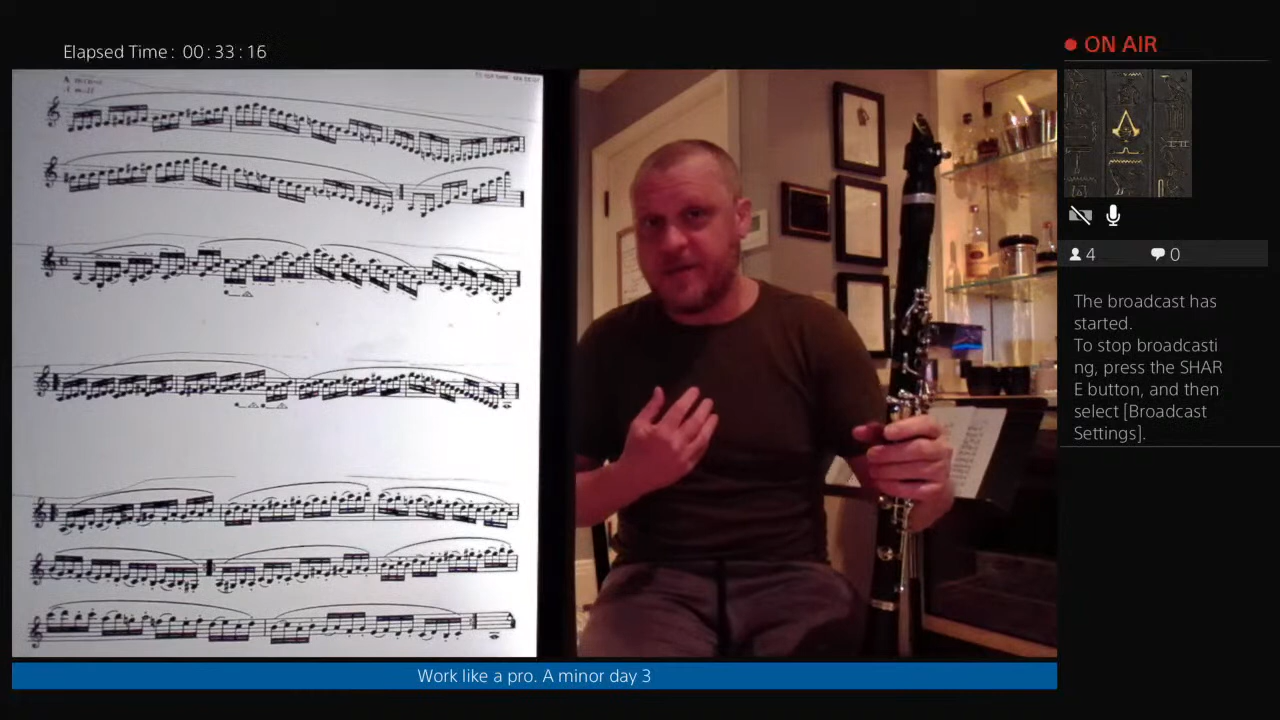 Elapsed Time: 00:33:16
ON AIR
4
0
The broadcast has
started.
To stop broadcasti
ng, press the SHAR
E button, and then
select [Broadcast
Settings].
Work like a pro. A minor day 3